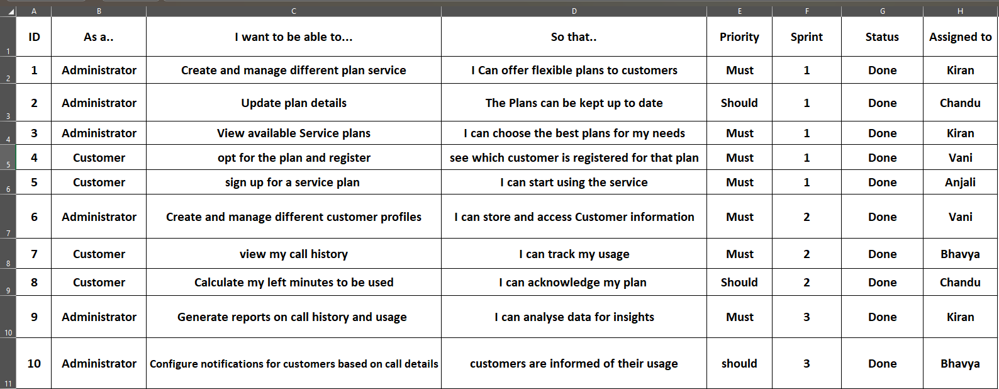 A B C D E F G H
1 ID As a.. I want to be able to... So that.. Priority Sprint Status Assigned to
2 1 Administrator Create and manage different plan service I Can offer flexible plans to customers Must 1 Done Kiran
3 2 Administrator Update plan details The Plans can be kept up to date Should 1 Done Chandu
4 3 Administrator View available Service plans I can choose the best plans for my needs Must 1 Done Kiran
5 4 Customer opt for the plan and register see which customer is registered for that plan Must 1 Done Vani
6 5 Customer sign up for a service plan I can start using the service Must 1 Done Anjali
7 6 Administrator Create and manage different customer profiles I can store and access Customer information Must 2 Done Vani
8 7 Customer view my call history I can track my usage Must 2 Done Bhavya
9 8 Customer Calculate my left minutes to be used I can acknowledge my plan Should 2 Done Chandu
10 9 Administrator Generate reports on call history and usage I can analyse data for insights Must 3 Done Kiran
11 10 Administrator Configure notifications for customers based on call details customers are informed of their usage should 3 Done Bhavya